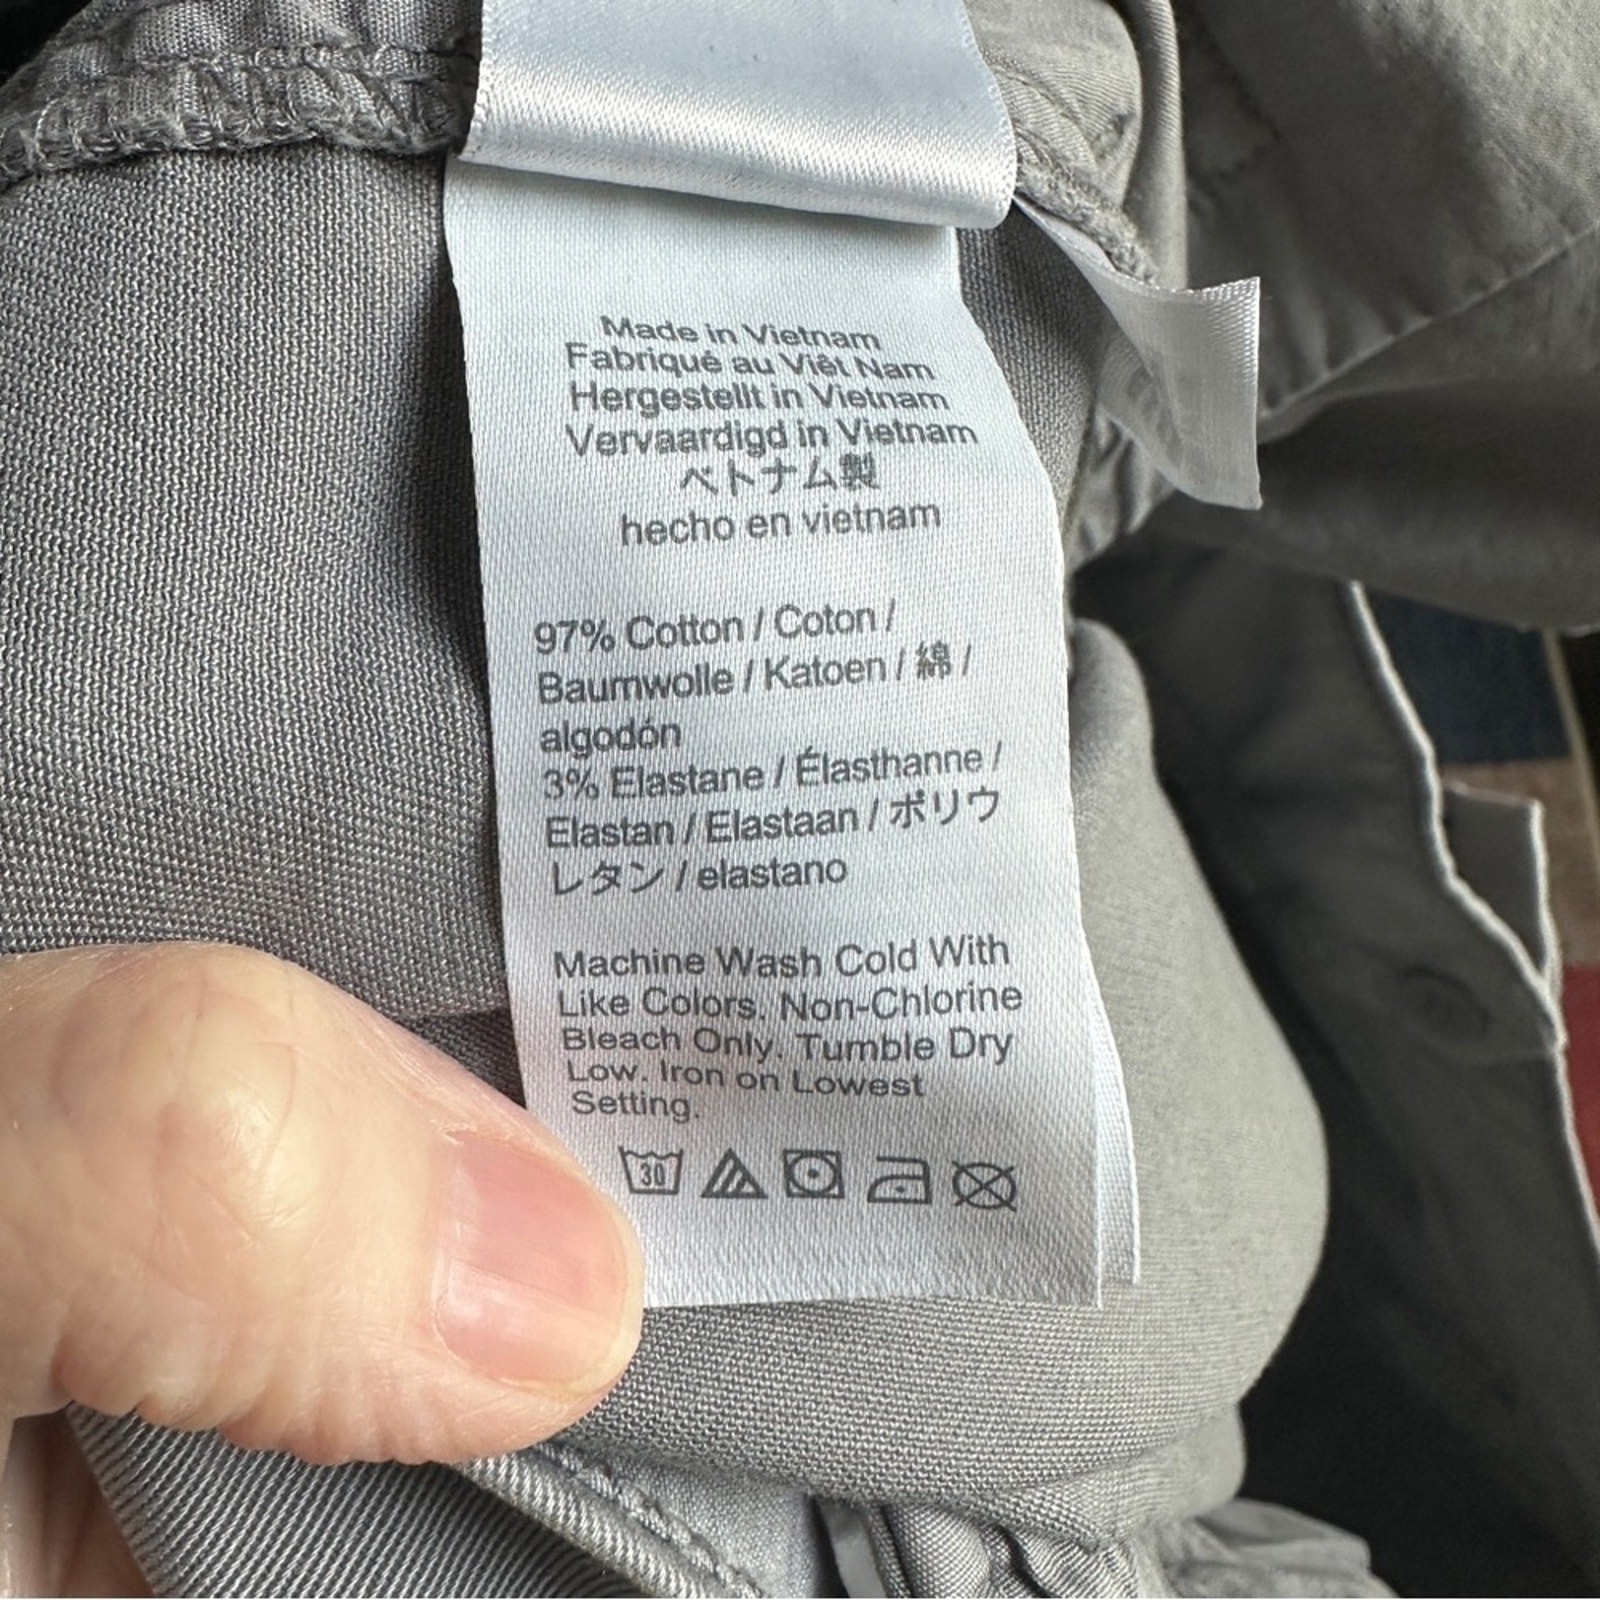 Made in Vietnam
Fabriqué au Viêt Nam
Hergestellt in Vietnam
Vervaardigd in Vietnam
ベトナム製
hecho en vietnam
97% Cotton / Coton /
Baumwolle / Katoen / 綿 /
algodón
3% Elastane / Élasthanne /
Elastan / Elastaan / ポリウ
レタン / elastano
Machine Wash Cold With
Like Colors. Non-Chlorine
Bleach Only. Tumble Dry
Low. Iron on Lowest
Setting.
30